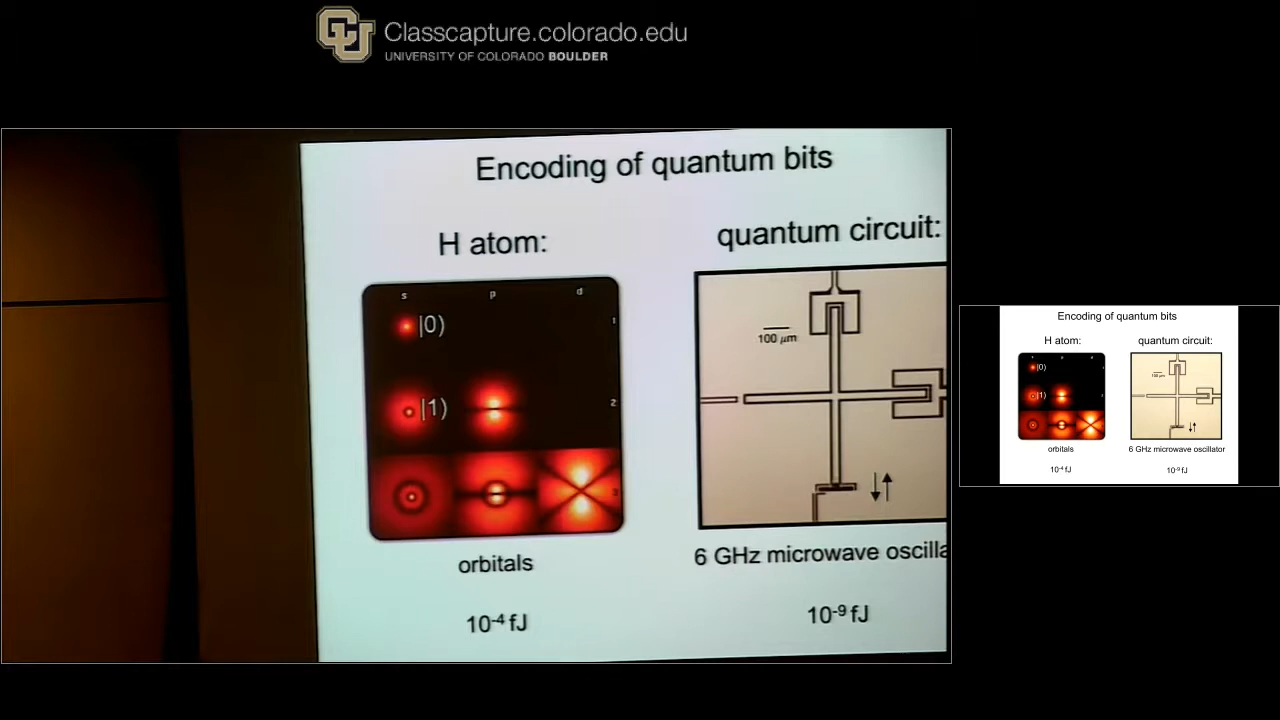 CU
Classcapture.colorado.edu
UNIVERSITY OF COLORADO BOULDER
Encoding of quantum bits
H atom:
quantum circuit:
s p d
|0⟩
1
|1⟩
2
3
100 μm
orbitals
6 GHz microwave oscilla
10⁻⁴ fJ
10⁻⁹ fJ
Encoding of quantum bits
H atom:
quantum circuit:
|0⟩
|1⟩
orbitals
6 GHz microwave oscillator
10⁻⁴ fJ
10⁻⁹ fJ